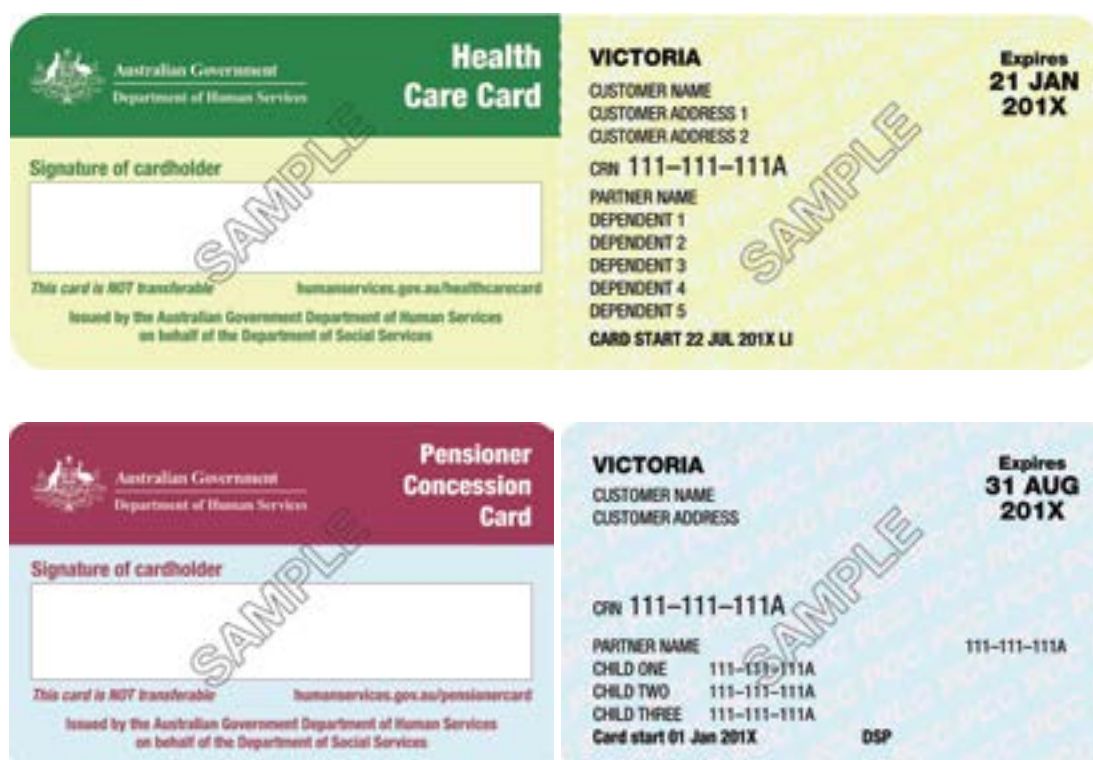 Australian Government
Department of Human Services
Health
Care Card
Signature of cardholder
This card is NOT transferable
humanservices.gov.au/healthcarecard
Issued by the Australian Government Department of Human Services
on behalf of the Department of Social Services
SAMPLE
VICTORIA
CUSTOMER NAME
CUSTOMER ADDRESS 1
CUSTOMER ADDRESS 2
CRN 111–111–111A
PARTNER NAME
DEPENDENT 1
DEPENDENT 2
DEPENDENT 3
DEPENDENT 4
DEPENDENT 5
CARD START 22 JUL 201X LI
Expires
21 JAN
201X
SAMPLE
Australian Government
Department of Human Services
Pensioner
Concession
Card
Signature of cardholder
This card is NOT transferable
humanservices.gov.au/pensionercard
Issued by the Australian Government Department of Human Services
on behalf of the Department of Social Services
SAMPLE
VICTORIA
CUSTOMER NAME
CUSTOMER ADDRESS
Expires
31 AUG
201X
CRN 111–111–111A
PARTNER NAME 111–111–111A
CHILD ONE 111–111–111A
CHILD TWO 111–111–111A
CHILD THREE 111–111–111A
Card start 01 Jan 201X DSP
SAMPLE